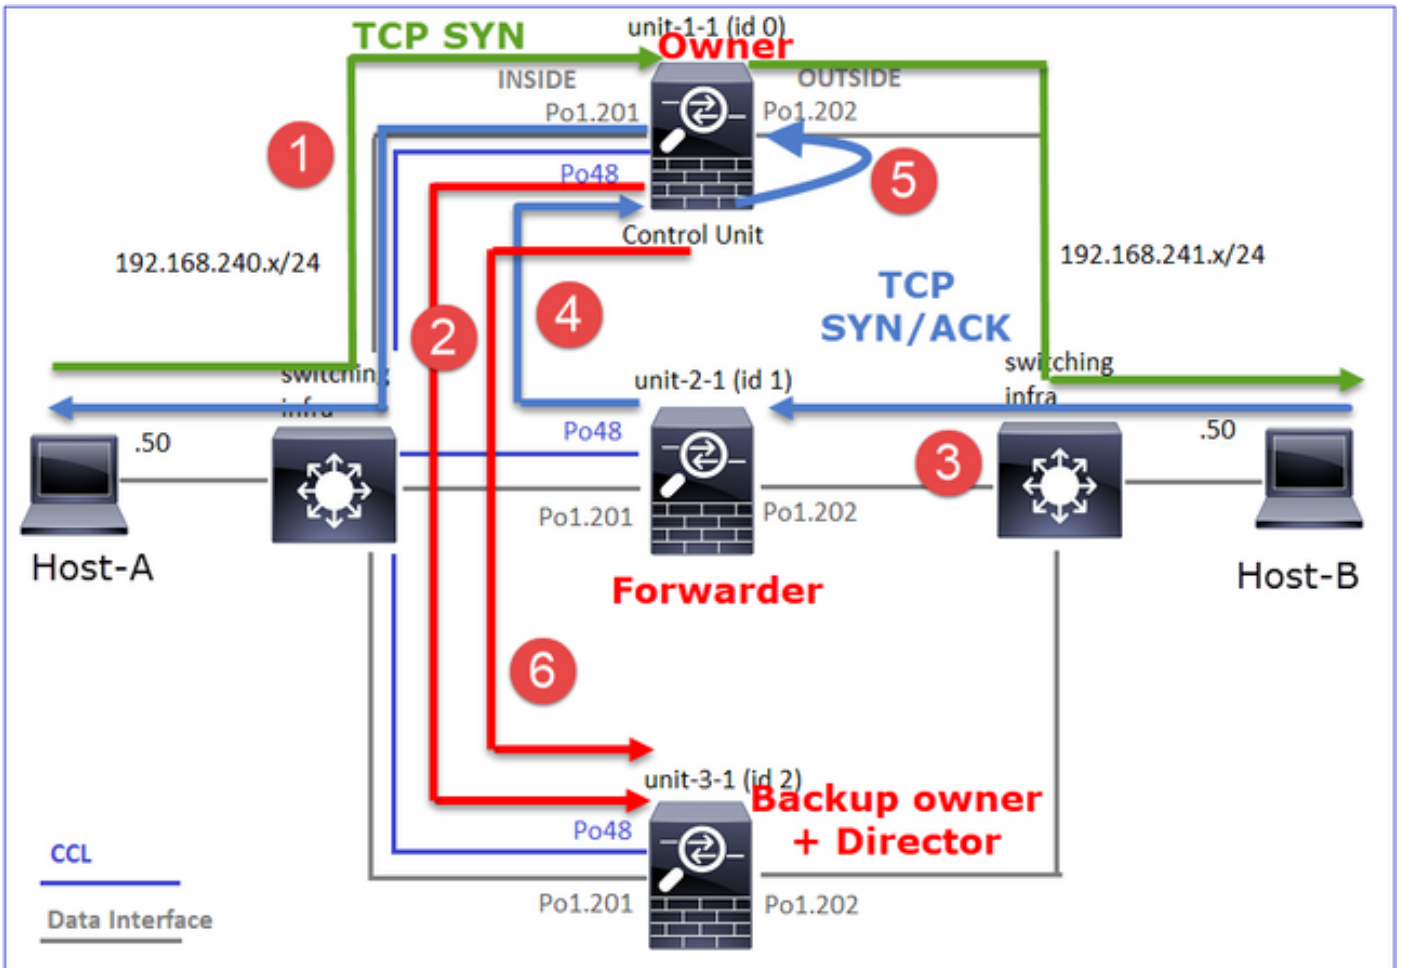 TCP SYN
unit-1-1 (id 0)
Owner
INSIDE
OUTSIDE
Po1.201
Po1.202
1
Po48
5
Control Unit
192.168.240.x/24
192.168.241.x/24
2
4
TCP
SYN/ACK
switching
infra
unit-2-1 (id 1)
switching
infra
.50
Po48
3
.50
Po1.201
Po1.202
Host-A
Forwarder
Host-B
6
unit-3-1 (id 2)
Backup owner
+ Director
Po48
CCL
Po1.201
Po1.202
Data Interface